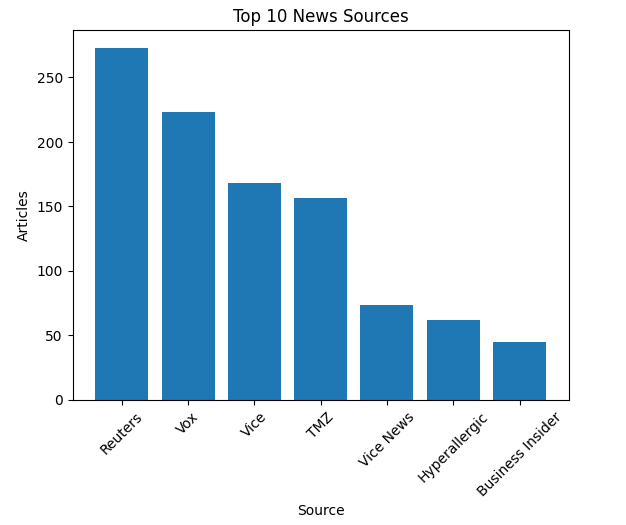 Top 10 News Sources
Articles
250
200
150
100
50
0
Reuters
Vox
Vice
TMZ
Vice News
Hyperallergic
Business Insider
Source